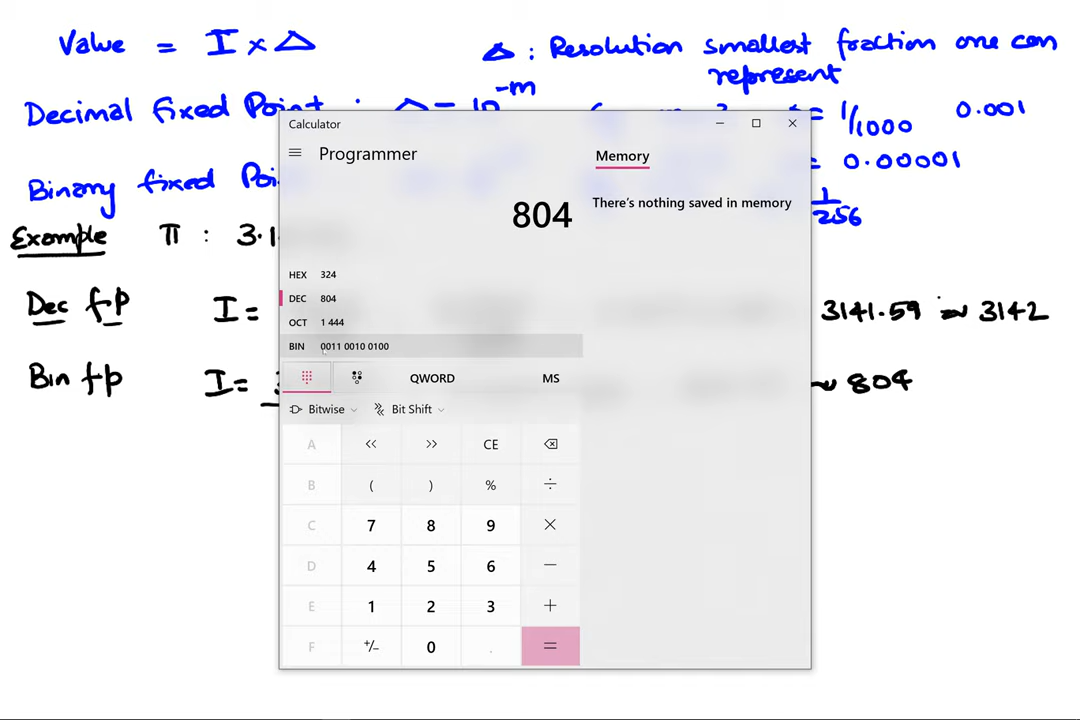 Value = I x Δ
Δ : Resolution smallest fraction one can
represent
Decimal fixed Point : Δ = 10 -m
= 1/1000 0.001
Binary fixed Poi
= 0.00001
1/256
Example π : 3.1
Dec f-p I =
3141.59 ≈ 3142
Bin f-p I =
≈ 804
Calculator
Programmer
Memory
804
There's nothing saved in memory
HEX 324
DEC 804
OCT 1 444
BIN 0011 0010 0100
QWORD MS
Bitwise Bit Shift
A << >> CE
B ( ) % ÷
C 7 8 9 ×
D 4 5 6 −
E 1 2 3 +
F +/- 0 . =